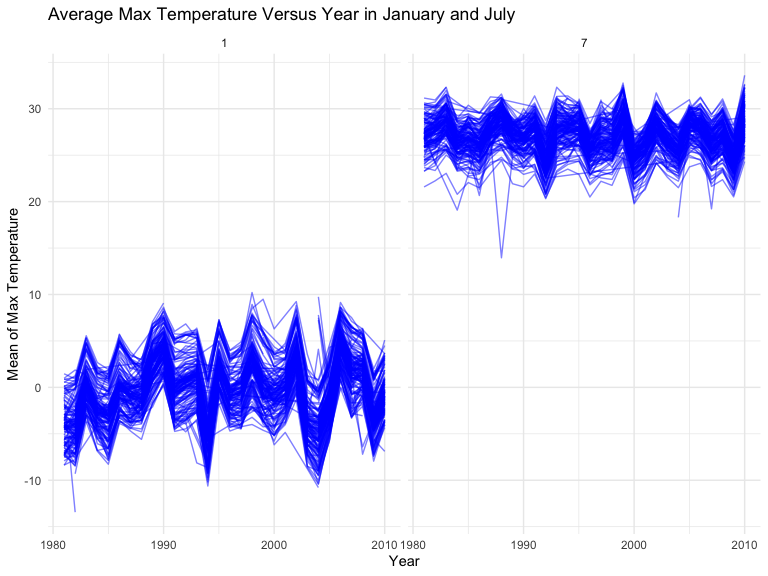 Average Max Temperature Versus Year in January and July
1 7
30
20
10
0
-10
Mean of Max Temperature
1980 1990 2000 2010 1980 1990 2000 2010
Year